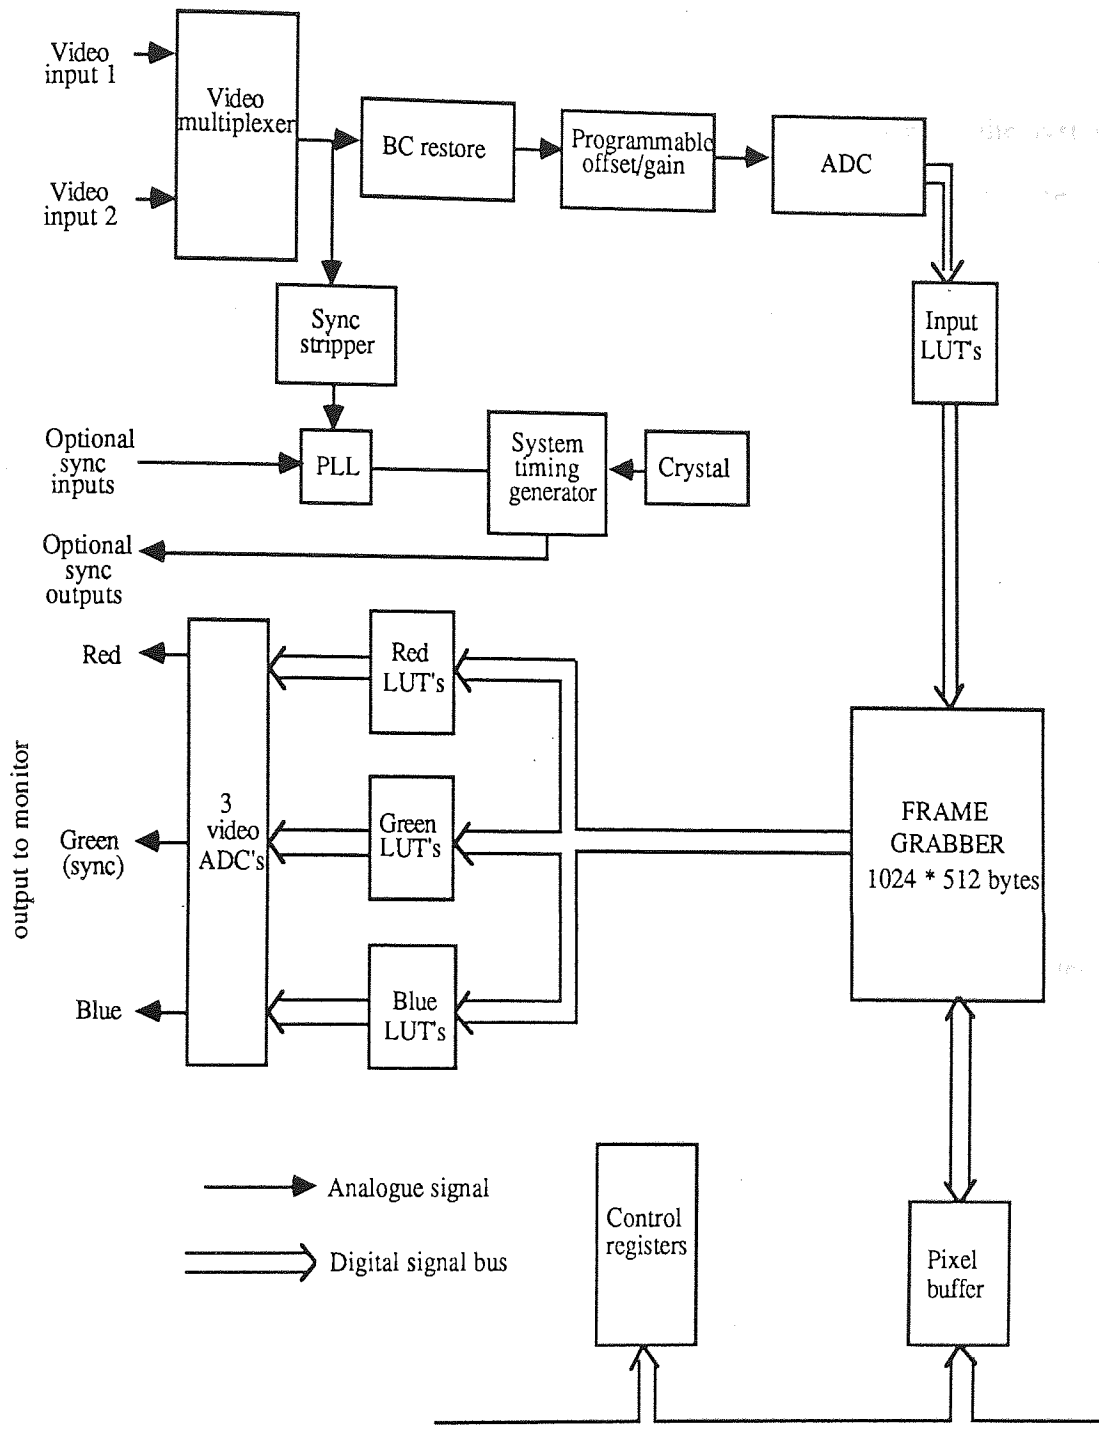 Video
input 1
Video
multiplexer
Video
input 2
BC restore
Programmable
offset/gain
ADC
Sync
stripper
Input
LUT's
Optional
sync
inputs
PLL
System
timing
generator
Crystal
Optional
sync
outputs
Red
Red
LUT's
output to monitor
Green
(sync)
3
video
ADC's
Green
LUT's
FRAME
GRABBER
1024 * 512 bytes
Blue
Blue
LUT's
Analogue signal
Digital signal bus
Control
registers
Pixel
buffer